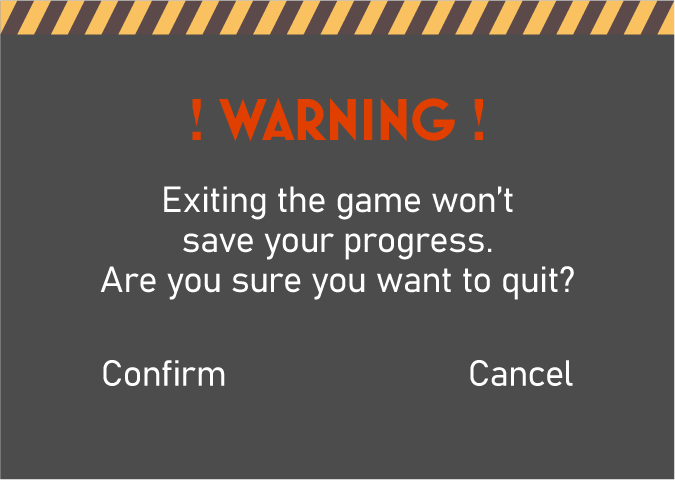 ! WARNING !
Exiting the game won't
save your progress.
Are you sure you want to quit?
Confirm
Cancel